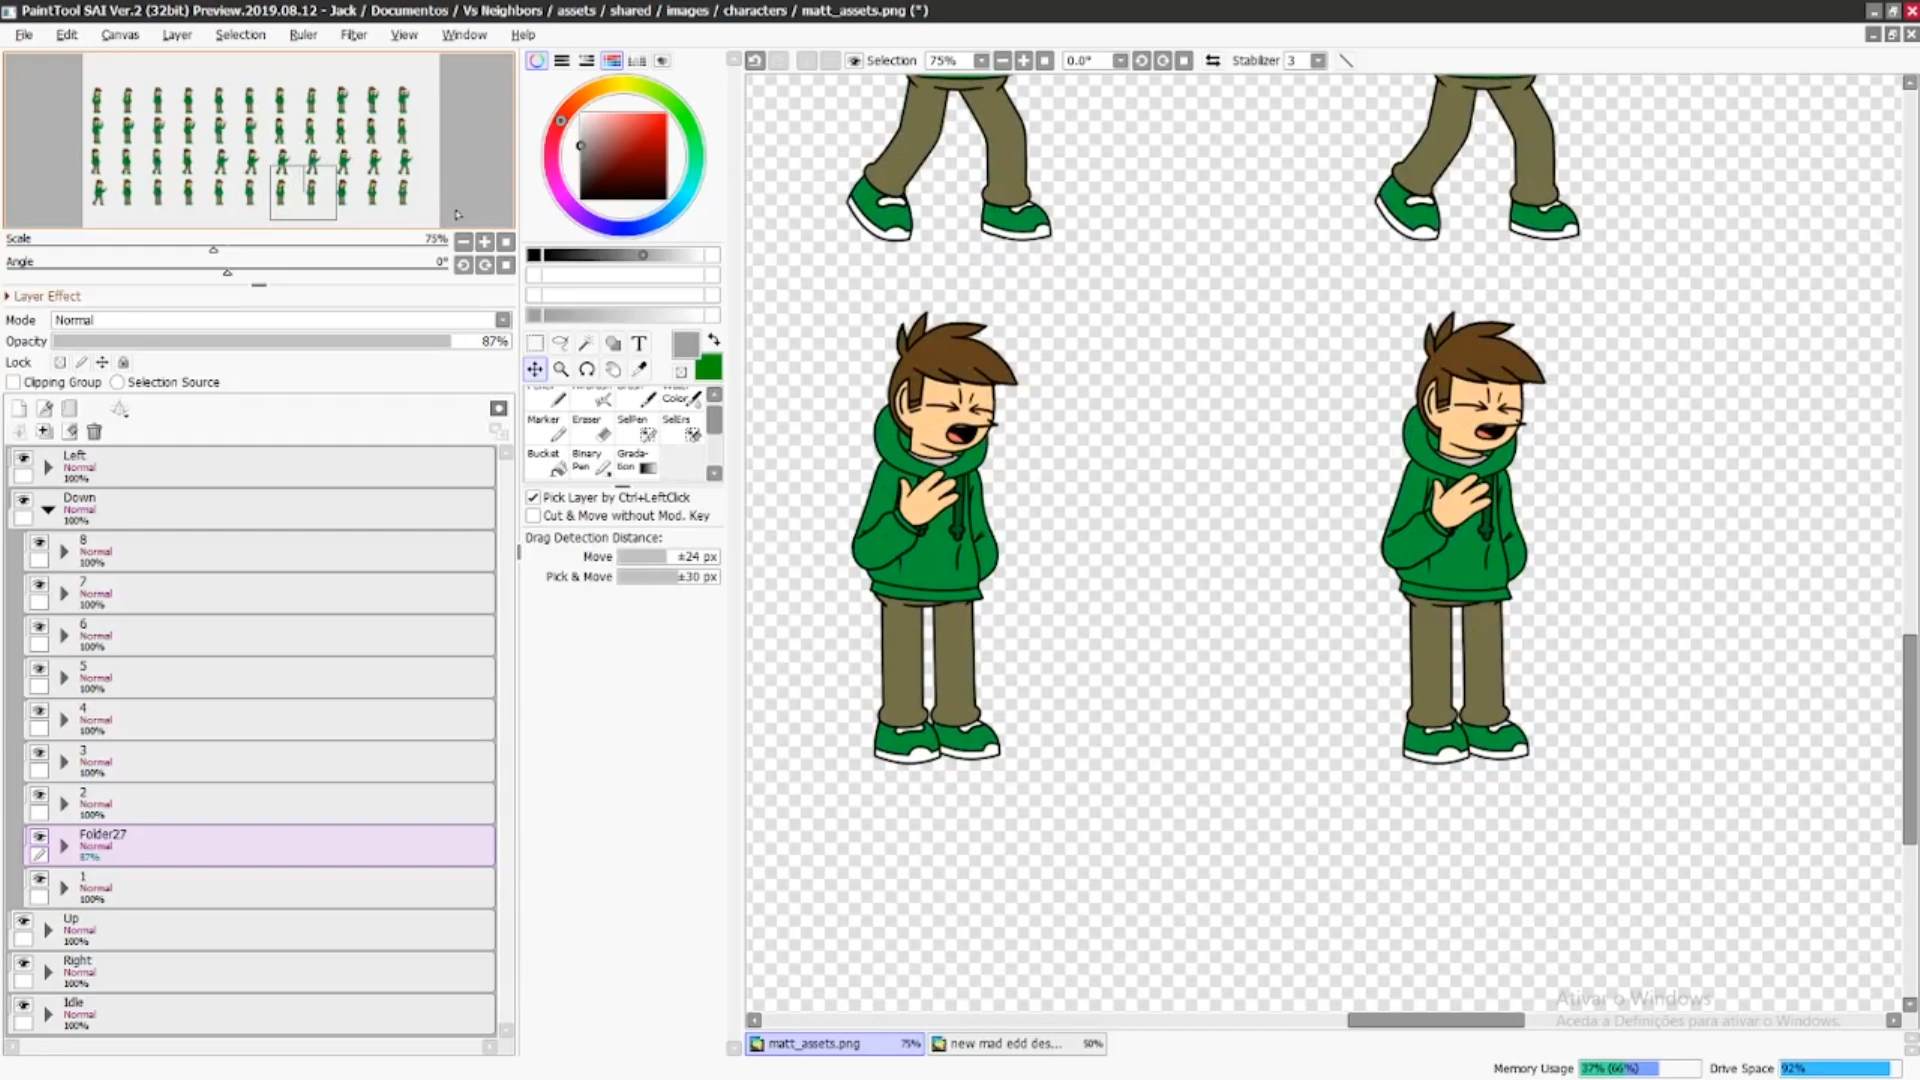 PaintTool SAI Ver.2 (32bit) Preview.2019.08.12 - Jack / Documentos / Vs Neighbors / assets / shared / images / characters / matt_assets.png (*)
File Edit Canvas Layer Selection Ruler Filter View Window Help
Selection 75% 0.0° Stabilizer 3
Scale 75%
Angle 0°
Layer Effect
Mode Normal
Opacity 87%
Lock
Clipping Group Selection Source
Left
Normal
100%
Down
Normal
100%
8
Normal
100%
7
Normal
100%
6
Normal
100%
5
Normal
100%
4
Normal
100%
3
Normal
100%
2
Normal
100%
Folder27
Normal
87%
1
Normal
100%
Up
Normal
100%
Right
Normal
100%
Idle
Normal
100%
T
Color
Marker Eraser SelPen SelErs
Bucket Binary Pen Grada-tion
Pick Layer by Ctrl+LeftClick
Cut & Move without Mod. Key
Drag Detection Distance:
Move ±24 px
Pick & Move ±30 px
Ativar o Windows
Aceda a Definições para ativar o Windows.
matt_assets.png 75% new mad edd des... 50%
Memory Usage 37% (66%) Drive Space 92%